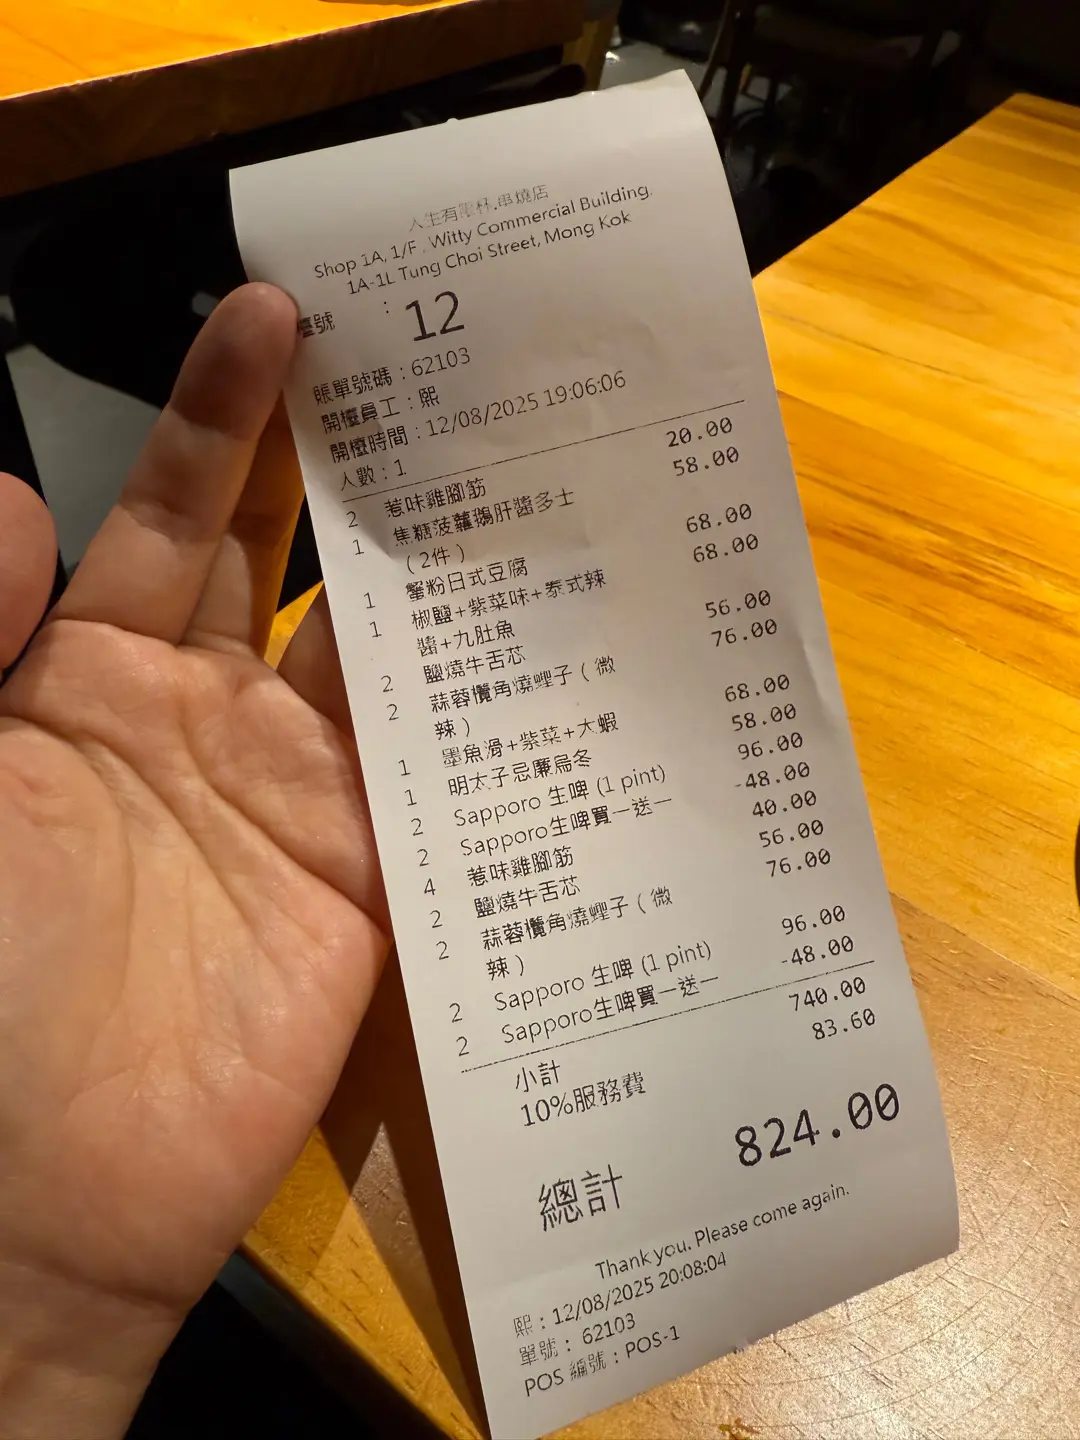 人生有限杯.串燒店
Shop 1A, 1/F., Witty Commercial Building,
1A-1L Tung Choi Street, Mong Kok
檯號 : 12
賬單號碼 : 62103
開檯員工 : 熙
開檯時間 : 12/08/2025 19:06:06
人數 : 1
2 惹味雞腳筋 20.00
1 焦糖菠蘿鵝肝醬多士 58.00
(2件)
1 蟹粉日式豆腐 68.00
1 椒鹽+紫菜味+泰式辣 68.00
醬+九肚魚
2 鹽燒牛舌芯 56.00
2 蒜蓉欖角燒蟶子 (微 76.00
辣)
1 墨魚滑+紫菜+大蝦 68.00
1 明太子忌廉烏冬 58.00
2 Sapporo 生啤 (1 pint) 96.00
2 Sapporo生啤買一送一 -48.00
4 惹味雞腳筋 40.00
2 鹽燒牛舌芯 56.00
2 蒜蓉欖角燒蟶子 (微 76.00
辣)
2 Sapporo 生啤 (1 pint) 96.00
2 Sapporo生啤買一送一 -48.00
小計 740.00
10%服務費 83.60
總計 824.00
Thank you. Please come again.
熙 : 12/08/2025 20:08:04
單號 : 62103
POS 編號 : POS-1